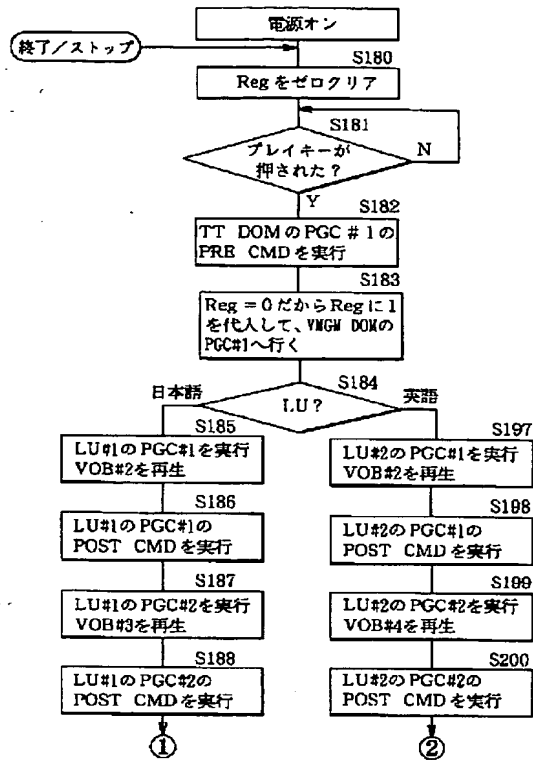 電源オン
終了/ストップ
S180
Regをゼロクリア
S181
プレイキーが
押された?
N
Y
S182
TT DOMのPGC #1の
PRE CMDを実行
S183
Reg=0だからRegに1
を代入して、VMGM DOMの
PGC#1へ行く
S184
日本語
LU?
英語
S185
LU#1のPGC#1を実行
VOB#2を再生
S186
LU#1のPGC#1の
POST CMDを実行
S187
LU#1のPGC#2を実行
VOB#3を再生
S188
LU#1のPGC#2の
POST CMDを実行
①
S197
LU#2のPGC#1を実行
VOB#2を再生
S198
LU#2のPGC#1の
POST CMDを実行
S199
LU#2のPGC#2を実行
VOB#4を再生
S200
LU#2のPGC#2の
POST CMDを実行
②